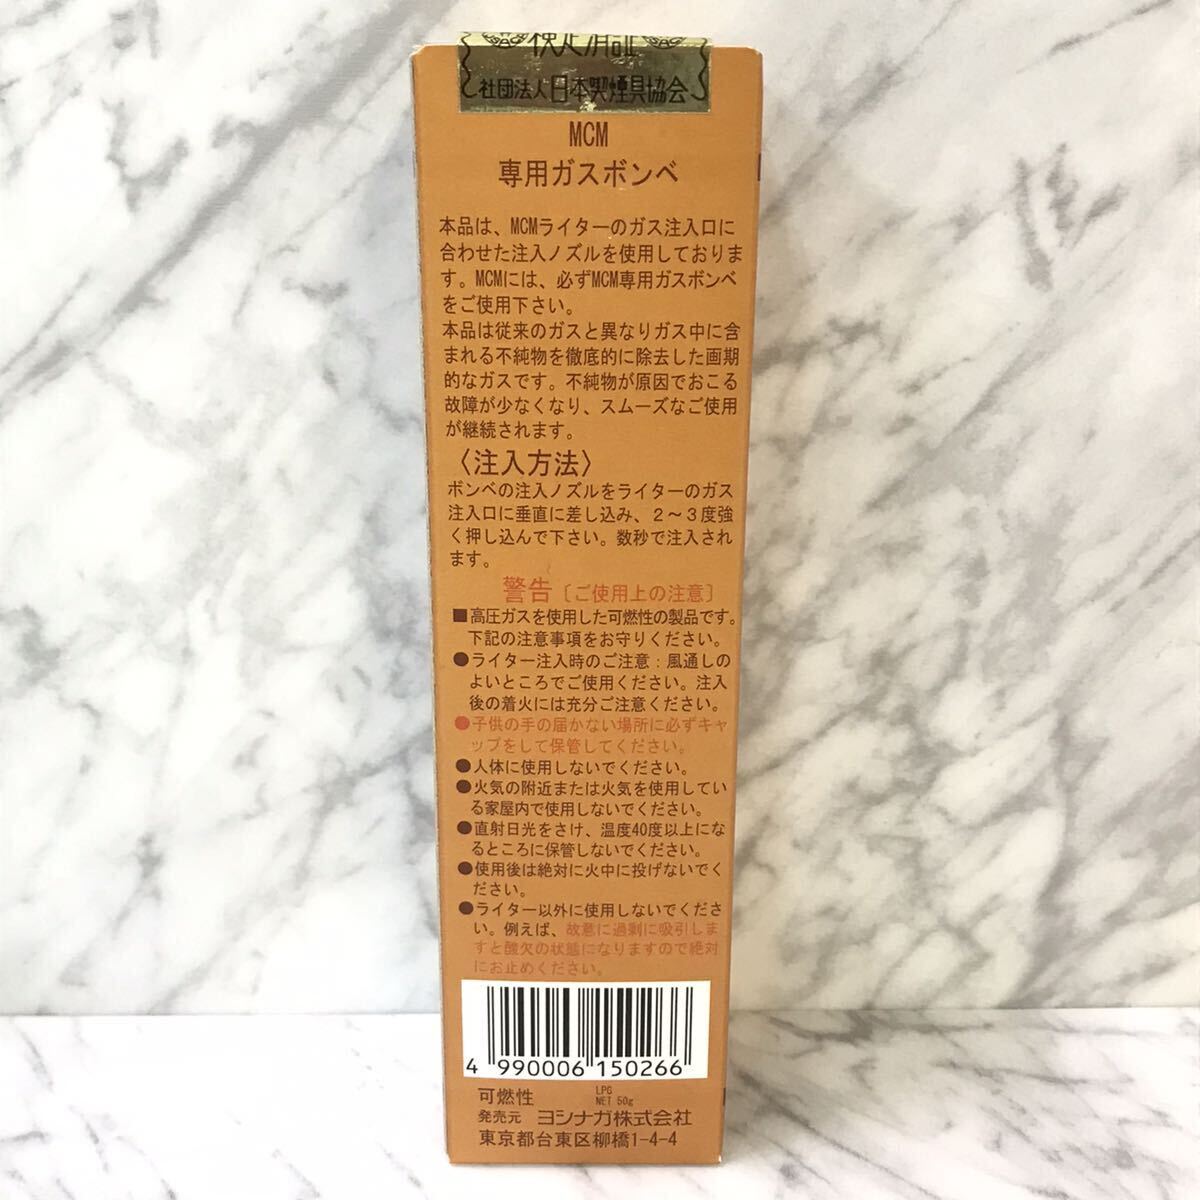 検定済証
社団法人日本喫煙具協会
MCM
専用ガスボンベ
本品は、MCMライターのガス注入口に
合わせた注入ノズルを使用しておりま
す。MCMには、必ずMCM専用ガスボンベ
をご使用下さい。
本品は従来のガスと異なりガス中に含
まれる不純物を徹底的に除去した画期
的なガスです。不純物が原因でおこる
故障が少なくなり、スムーズなご使用
が継続されます。
〈注入方法〉
ボンベの注入ノズルをライターのガス
注入口に垂直に差し込み、２～３度強
く押し込んで下さい。数秒で注入され
ます。
警告〔ご使用上の注意〕
■高圧ガスを使用した可燃性の製品です。
下記の注意事項をお守りください。
●ライター注入時のご注意：風通しの
よいところでご使用ください。注入
後の着火には充分ご注意ください。
●子供の手の届かない場所に必ずキャ
ップをして保管してください。
●人体に使用しないでください。
●火気の附近または火気を使用してい
る家屋内で使用しないでください。
●直射日光をさけ、温度40度以上にな
るところに保管しないでください。
●使用後は絶対に火中に投げないでく
ださい。
●ライター以外に使用しないでくださ
い。例えば、故意に過剰に吸引しま
すと酸欠の状態になりますので絶対
にお止めください。
4 990006 150266
可燃性 LPG
NET 50g
発売元 ヨシナガ株式会社
東京都台東区柳橋1-4-4